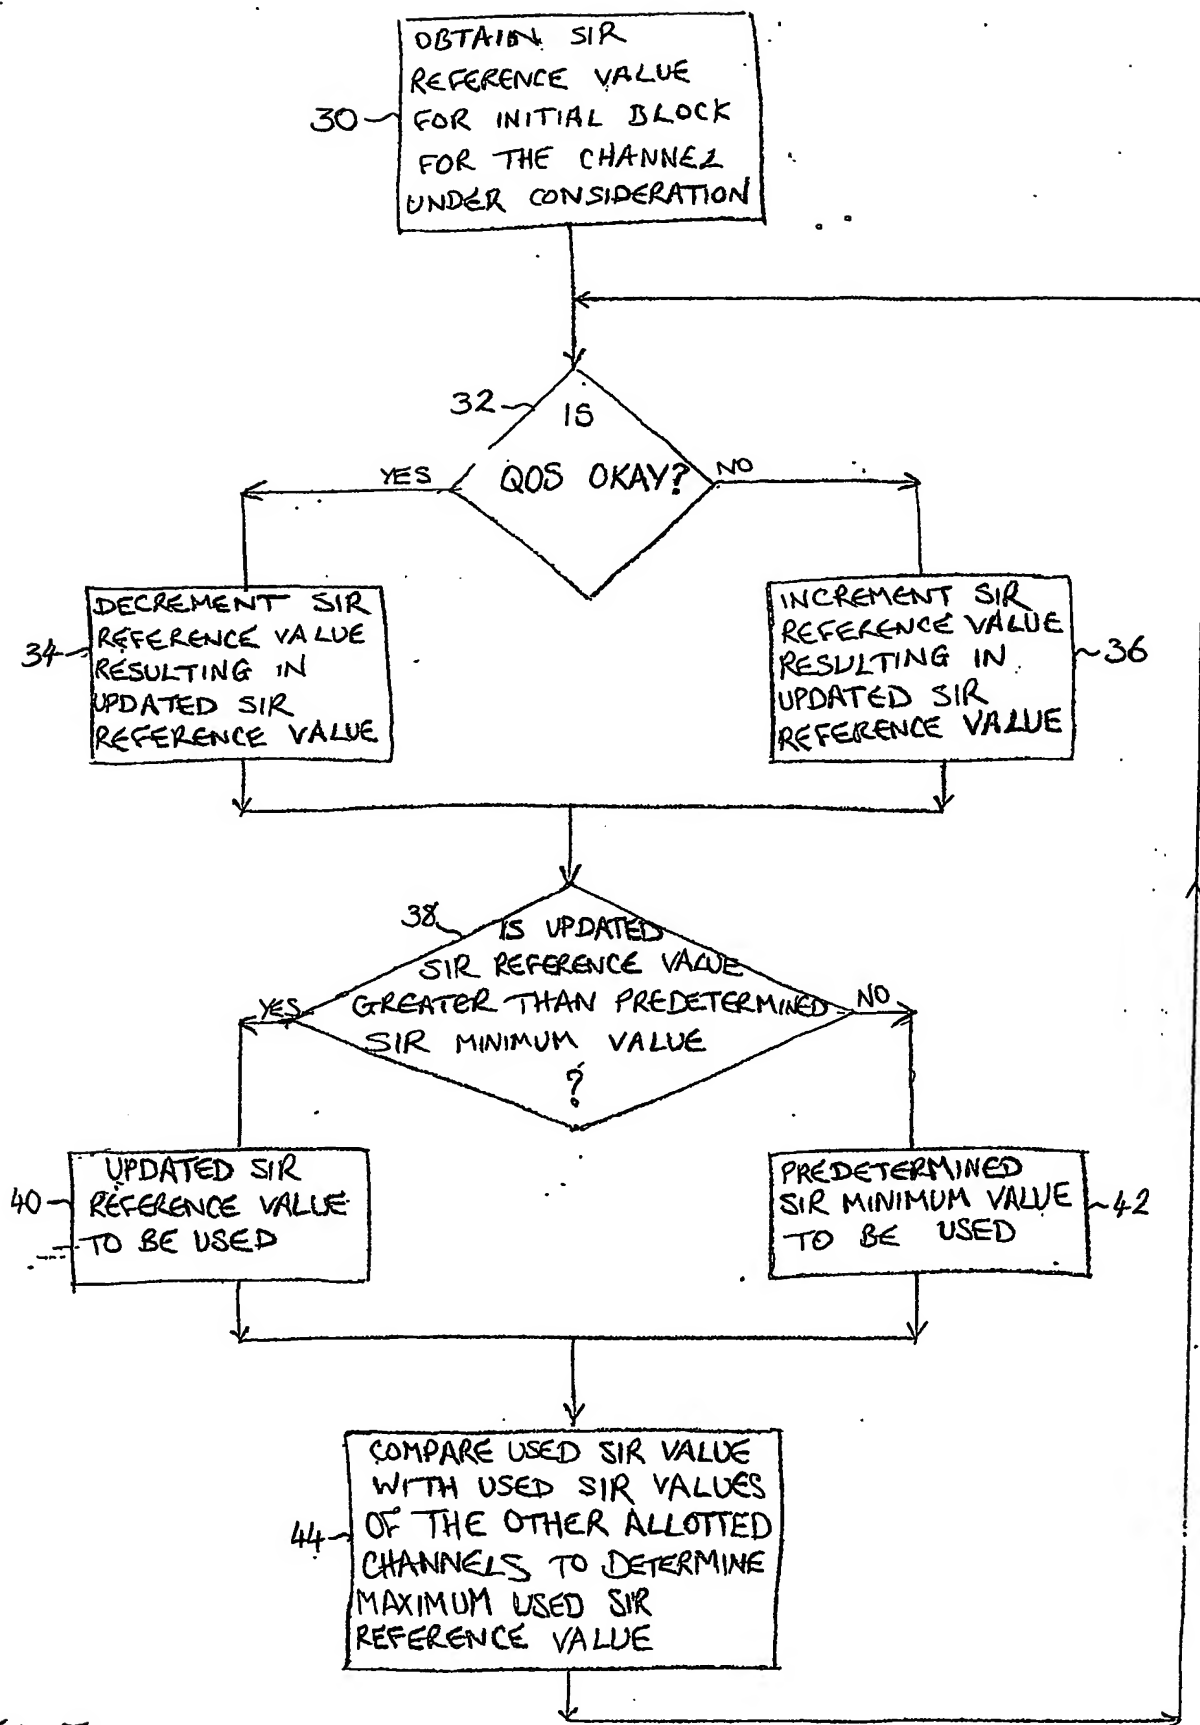 OBTAIN SIR
REFERENCE VALUE
30
FOR INITIAL BLOCK
FOR THE CHANNEL
UNDER CONSIDERATION
32
IS
QOS OKAY?
YES
NO
34
DECREMENT SIR
REFERENCE VALUE
RESULTING IN
UPDATED SIR
REFERENCE VALUE
INCREMENT SIR
REFERENCE VALUE
RESULTING IN
UPDATED SIR
REFERENCE VALUE
36
38
IS UPDATED
SIR REFERENCE VALUE
GREATER THAN PREDETERMINED
SIR MINIMUM VALUE
?
YES
NO
40
UPDATED SIR
REFERENCE VALUE
TO BE USED
PREDETERMINED
SIR MINIMUM VALUE
TO BE USED
42
44
COMPARE USED SIR VALUE
WITH USED SIR VALUES
OF THE OTHER ALLOTTED
CHANNELS TO DETERMINE
MAXIMUM USED SIR
REFERENCE VALUE